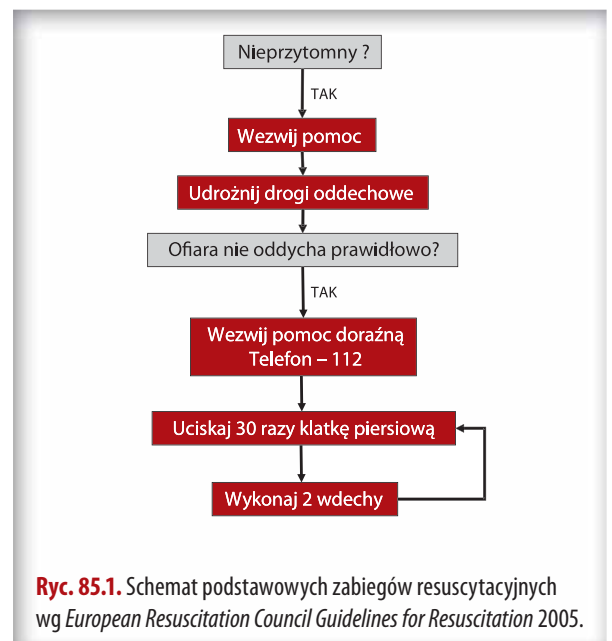 Nieprzytomny ?
TAK
Wezwij pomoc
Udrożnij drogi oddechowe
Ofiara nie oddycha prawidłowo?
TAK
Wezwij pomoc doraźną
Telefon – 112
Uciskaj 30 razy klatkę piersiową
Wykonaj 2 wdechy
Ryc. 85.1. Schemat podstawowych zabiegów resuscytacyjnych
wg European Resuscitation Council Guidelines for Resuscitation 2005.